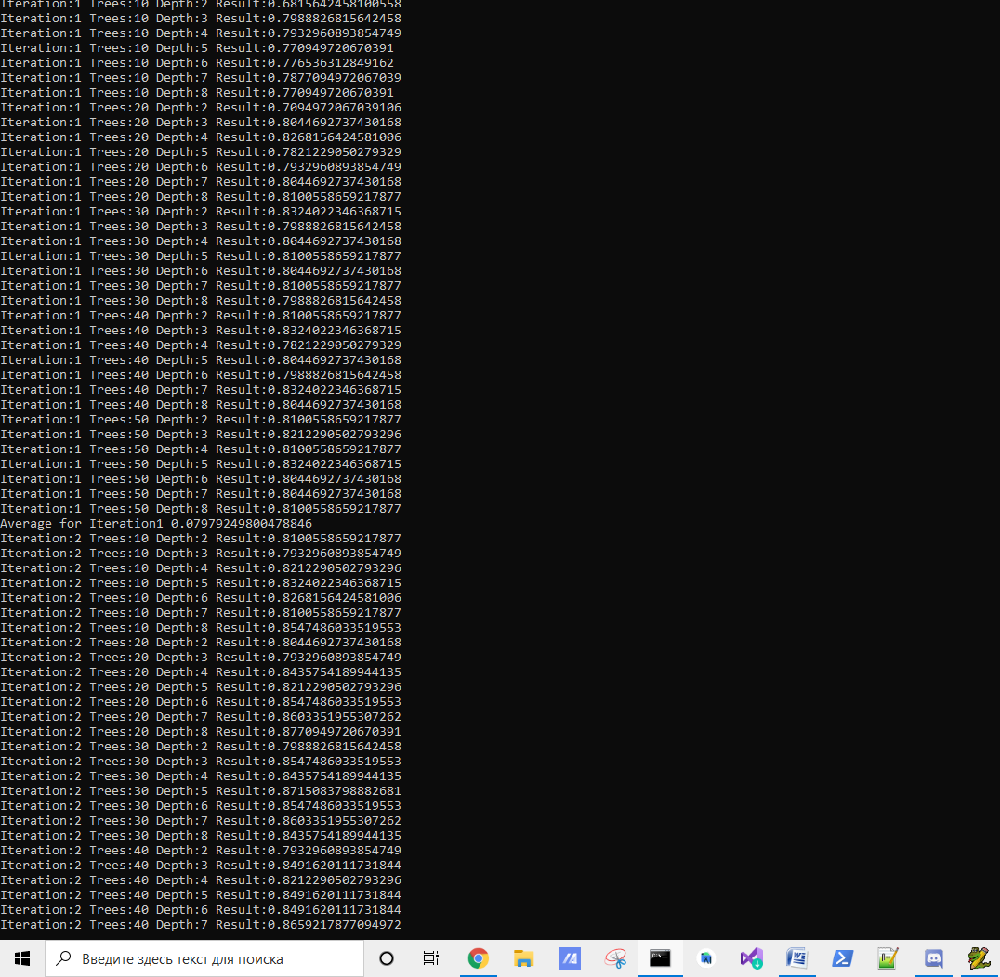 Iteration:1 Trees:10 Depth:2 Result:0.6815642458100558
Iteration:1 Trees:10 Depth:3 Result:0.7988826815642458
Iteration:1 Trees:10 Depth:4 Result:0.7932960893854749
Iteration:1 Trees:10 Depth:5 Result:0.770949720670391
Iteration:1 Trees:10 Depth:6 Result:0.776536312849162
Iteration:1 Trees:10 Depth:7 Result:0.7877094972067039
Iteration:1 Trees:10 Depth:8 Result:0.770949720670391
Iteration:1 Trees:20 Depth:2 Result:0.7094972067039106
Iteration:1 Trees:20 Depth:3 Result:0.8044692737430168
Iteration:1 Trees:20 Depth:4 Result:0.8268156424581006
Iteration:1 Trees:20 Depth:5 Result:0.7821229050279329
Iteration:1 Trees:20 Depth:6 Result:0.7932960893854749
Iteration:1 Trees:20 Depth:7 Result:0.8044692737430168
Iteration:1 Trees:20 Depth:8 Result:0.8100558659217877
Iteration:1 Trees:30 Depth:2 Result:0.8324022346368715
Iteration:1 Trees:30 Depth:3 Result:0.7988826815642458
Iteration:1 Trees:30 Depth:4 Result:0.8044692737430168
Iteration:1 Trees:30 Depth:5 Result:0.8100558659217877
Iteration:1 Trees:30 Depth:6 Result:0.8044692737430168
Iteration:1 Trees:30 Depth:7 Result:0.8100558659217877
Iteration:1 Trees:30 Depth:8 Result:0.7988826815642458
Iteration:1 Trees:40 Depth:2 Result:0.8100558659217877
Iteration:1 Trees:40 Depth:3 Result:0.8324022346368715
Iteration:1 Trees:40 Depth:4 Result:0.7821229050279329
Iteration:1 Trees:40 Depth:5 Result:0.8044692737430168
Iteration:1 Trees:40 Depth:6 Result:0.7988826815642458
Iteration:1 Trees:40 Depth:7 Result:0.8324022346368715
Iteration:1 Trees:40 Depth:8 Result:0.8044692737430168
Iteration:1 Trees:50 Depth:2 Result:0.8100558659217877
Iteration:1 Trees:50 Depth:3 Result:0.8212290502793296
Iteration:1 Trees:50 Depth:4 Result:0.8100558659217877
Iteration:1 Trees:50 Depth:5 Result:0.8324022346368715
Iteration:1 Trees:50 Depth:6 Result:0.8044692737430168
Iteration:1 Trees:50 Depth:7 Result:0.8044692737430168
Iteration:1 Trees:50 Depth:8 Result:0.8100558659217877
Average for Iteration1 0.07979249800478846
Iteration:2 Trees:10 Depth:2 Result:0.8100558659217877
Iteration:2 Trees:10 Depth:3 Result:0.7932960893854749
Iteration:2 Trees:10 Depth:4 Result:0.8212290502793296
Iteration:2 Trees:10 Depth:5 Result:0.8324022346368715
Iteration:2 Trees:10 Depth:6 Result:0.8268156424581006
Iteration:2 Trees:10 Depth:7 Result:0.8100558659217877
Iteration:2 Trees:10 Depth:8 Result:0.8547486033519553
Iteration:2 Trees:20 Depth:2 Result:0.8044692737430168
Iteration:2 Trees:20 Depth:3 Result:0.7932960893854749
Iteration:2 Trees:20 Depth:4 Result:0.8435754189944135
Iteration:2 Trees:20 Depth:5 Result:0.8212290502793296
Iteration:2 Trees:20 Depth:6 Result:0.8547486033519553
Iteration:2 Trees:20 Depth:7 Result:0.8603351955307262
Iteration:2 Trees:20 Depth:8 Result:0.8770949720670391
Iteration:2 Trees:30 Depth:2 Result:0.7988826815642458
Iteration:2 Trees:30 Depth:3 Result:0.8547486033519553
Iteration:2 Trees:30 Depth:4 Result:0.8435754189944135
Iteration:2 Trees:30 Depth:5 Result:0.8715083798882681
Iteration:2 Trees:30 Depth:6 Result:0.8547486033519553
Iteration:2 Trees:30 Depth:7 Result:0.8603351955307262
Iteration:2 Trees:30 Depth:8 Result:0.8435754189944135
Iteration:2 Trees:40 Depth:2 Result:0.7932960893854749
Iteration:2 Trees:40 Depth:3 Result:0.8491620111731844
Iteration:2 Trees:40 Depth:4 Result:0.8212290502793296
Iteration:2 Trees:40 Depth:5 Result:0.8491620111731844
Iteration:2 Trees:40 Depth:6 Result:0.8491620111731844
Iteration:2 Trees:40 Depth:7 Result:0.8659217877094972
Введите здесь текст для поиска